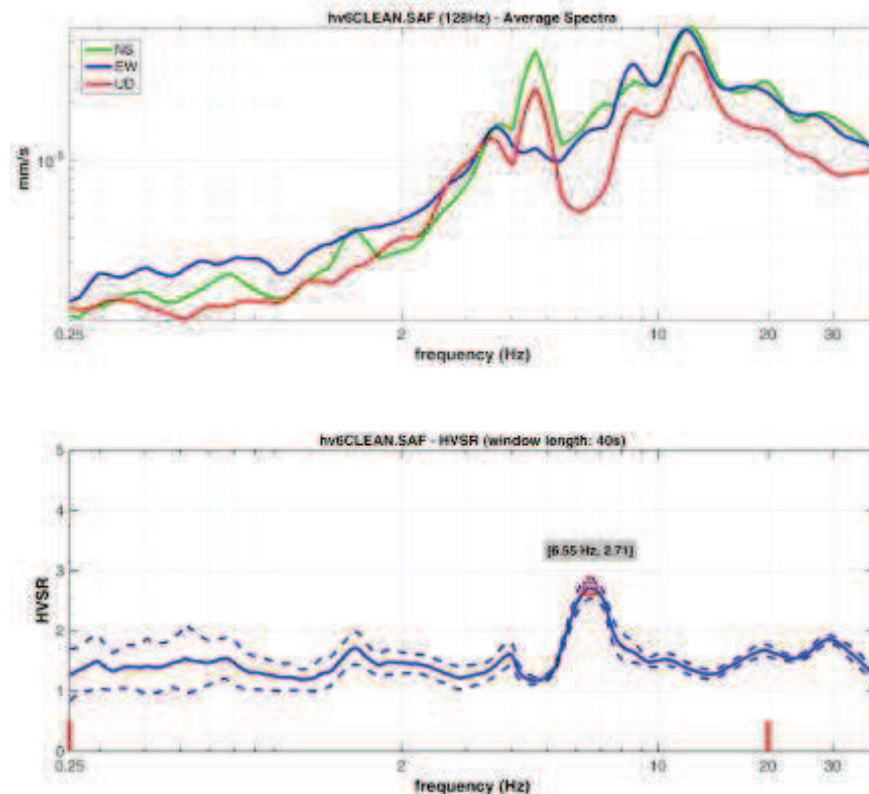 hv6CLEAN.SAF (128Hz) - Average Spectra
NS
EW
UD
mm/s
0.25
2
10
20
30
frequency (Hz)
hv6CLEAN.SAF - HVSR (window length: 40s)
5
4
[6.55 Hz, 2.71]
3
HVSR
2
1
0
0.25
2
10
20
30
frequency (Hz)